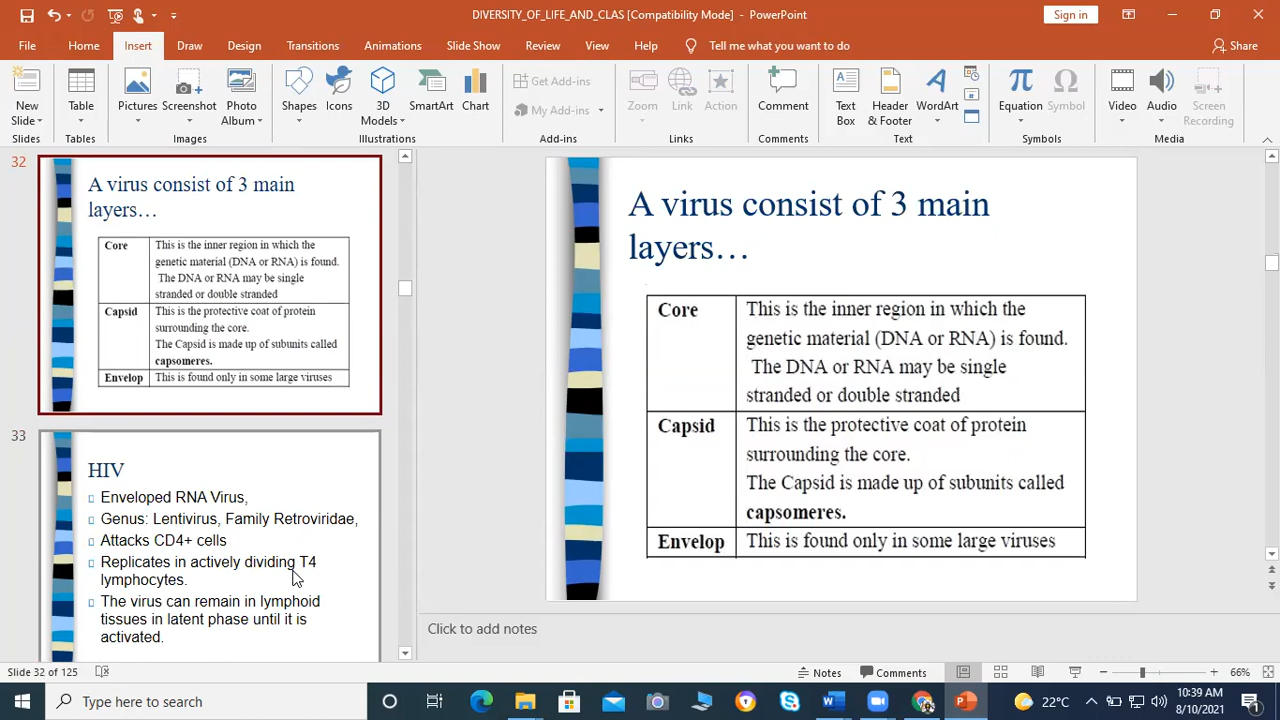 DIVERSITY_OF_LIFE_AND_CLAS [Compatibility Mode] - PowerPoint
Sign in
File Home Insert Draw Design Transitions Animations Slide Show Review View Help Tell me what you want to do Share
New Slide
Table
Pictures
Screenshot
Photo Album
Shapes
Icons
3D Models
SmartArt
Chart
Get Add-ins
My Add-ins
Zoom
Link
Action
Comment
Text Box
Header & Footer
WordArt
Equation
Symbol
Video
Audio
Screen Recording
Slides Tables Images Illustrations Add-ins Links Comments Text Symbols Media
32
A virus consist of 3 main
layers…
Core
This is the inner region in which the
genetic material (DNA or RNA) is found.
The DNA or RNA may be single
stranded or double stranded
Capsid
This is the protective coat of protein
surrounding the core.
The Capsid is made up of subunits called
capsomeres.
Envelop
This is found only in some large viruses
33
HIV
Enveloped RNA Virus,
Genus: Lentivirus, Family Retroviridae,
Attacks CD4+ cells
Replicates in actively dividing T4
lymphocytes.
The virus can remain in lymphoid
tissues in latent phase until it is
activated.
A virus consist of 3 main
layers…
Core
This is the inner region in which the
genetic material (DNA or RNA) is found.
The DNA or RNA may be single
stranded or double stranded
Capsid
This is the protective coat of protein
surrounding the core.
The Capsid is made up of subunits called
capsomeres.
Envelop
This is found only in some large viruses
Click to add notes
Slide 32 of 125
Notes
Comments
66%
Type here to search
22°C
10:39 AM
8/10/2021
1